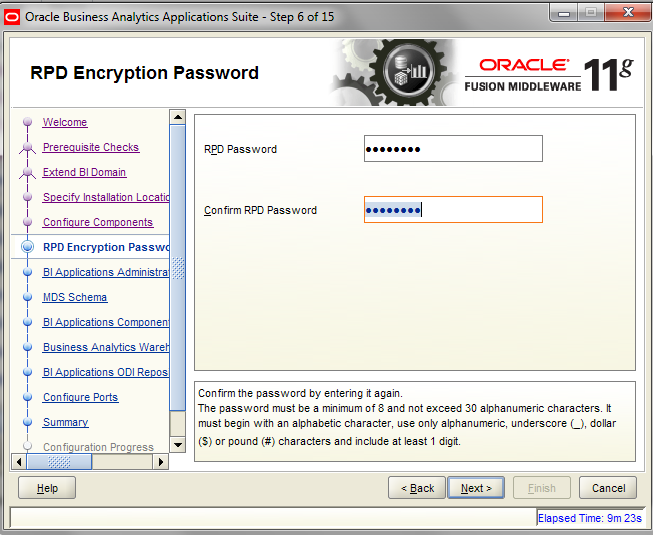 Oracle Business Analytics Applications Suite - Step 6 of 15
RPD Encryption Password
ORACLE
FUSION MIDDLEWARE 11g
Welcome
Prerequisite Checks
Extend BI Domain
Specify Installation Locatic
Configure Components
RPD Encryption Passwo
BI Applications Administra
MDS Schema
BI Applications Component
Business Analytics Wareh
BI Applications ODI Repos
Configure Ports
Summary
Configuration Progress
RPD Password
Confirm RPD Password
Confirm the password by entering it again.
The password must be a minimum of 8 and not exceed 30 alphanumeric characters. It
must begin with an alphabetic character, use only alphanumeric, underscore (_), dollar
($) or pound (#) characters and include at least 1 digit.
Help
< Back
Next >
Finish
Cancel
Elapsed Time: 9m 23s